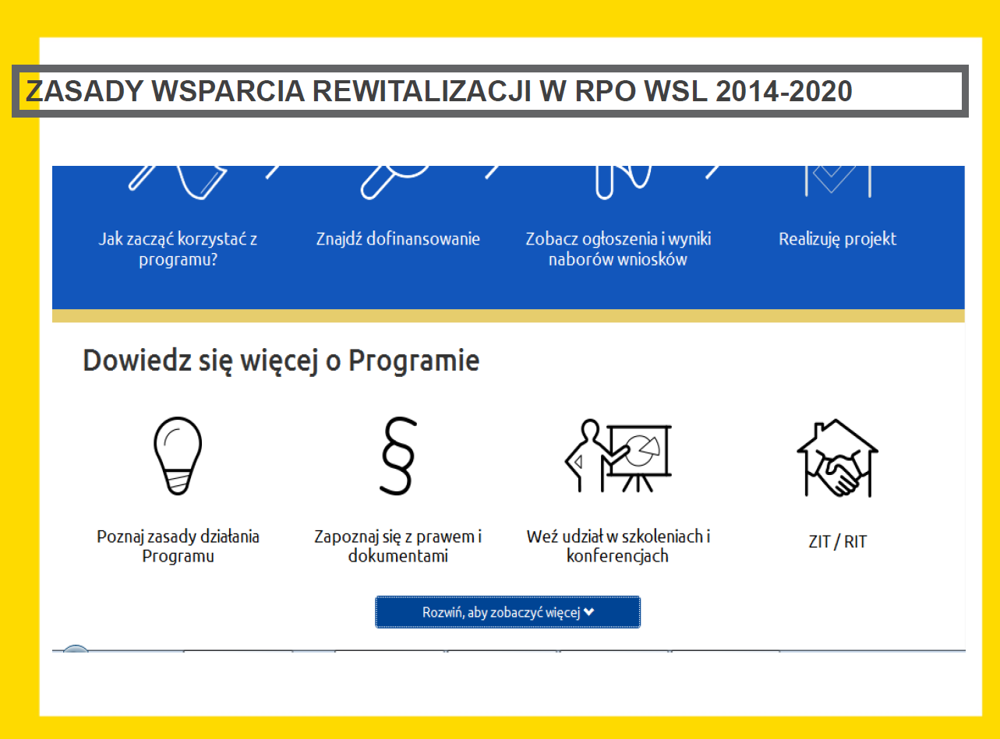 ZASADY WSPARCIA REWITALIZACJI W RPO WSL 2014-2020
Jak zacząć korzystać z
programu?
Znajdź dofinansowanie
Zobacz ogłoszenia i wyniki
naborów wniosków
Realizuję projekt
Dowiedz się więcej o Programie
Poznaj zasady działania
Programu
Zapoznaj się z prawem i
dokumentami
Weź udział w szkoleniach i
konferencjach
ZIT / RIT
Rozwiń, aby zobaczyć więcej